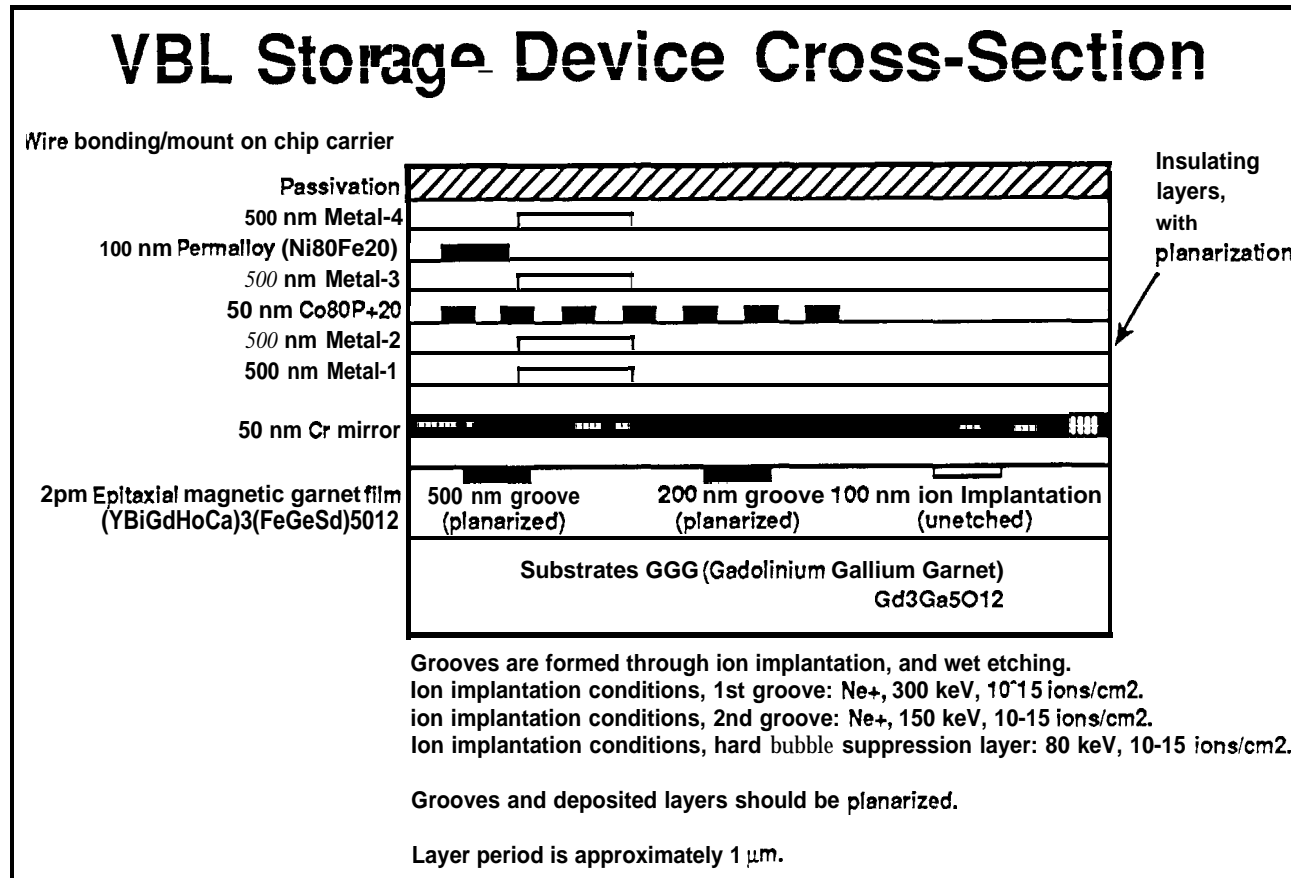 VBL Storage Device Cross-Section
Wire bonding/mount on chip carrier
Passivation
500 nm Metal-4
100 nm Permalloy (Ni80Fe20)
500 nm Metal-3
50 nm Co80P+20
500 nm Metal-2
500 nm Metal-1
50 nm Cr mirror
2pm Epitaxial magnetic garnet film
(YBiGdHoCa)3(FeGeSd)5012
Insulating
layers,
with
planarization
500 nm groove
(planarized)
200 nm groove
(planarized)
100 nm ion Implantation
(unetched)
Substrates GGG (Gadolinium Gallium Garnet)
Gd3Ga5O12
Grooves are formed through ion implantation, and wet etching.
Ion implantation conditions, 1st groove: Ne+, 300 keV, 10^15 ions/cm2.
ion implantation conditions, 2nd groove: Ne+, 150 keV, 10-15 ions/cm2.
Ion implantation conditions, hard bubble suppression layer: 80 keV, 10-15 ions/cm2.
Grooves and deposited layers should be planarized.
Layer period is approximately 1 μm.